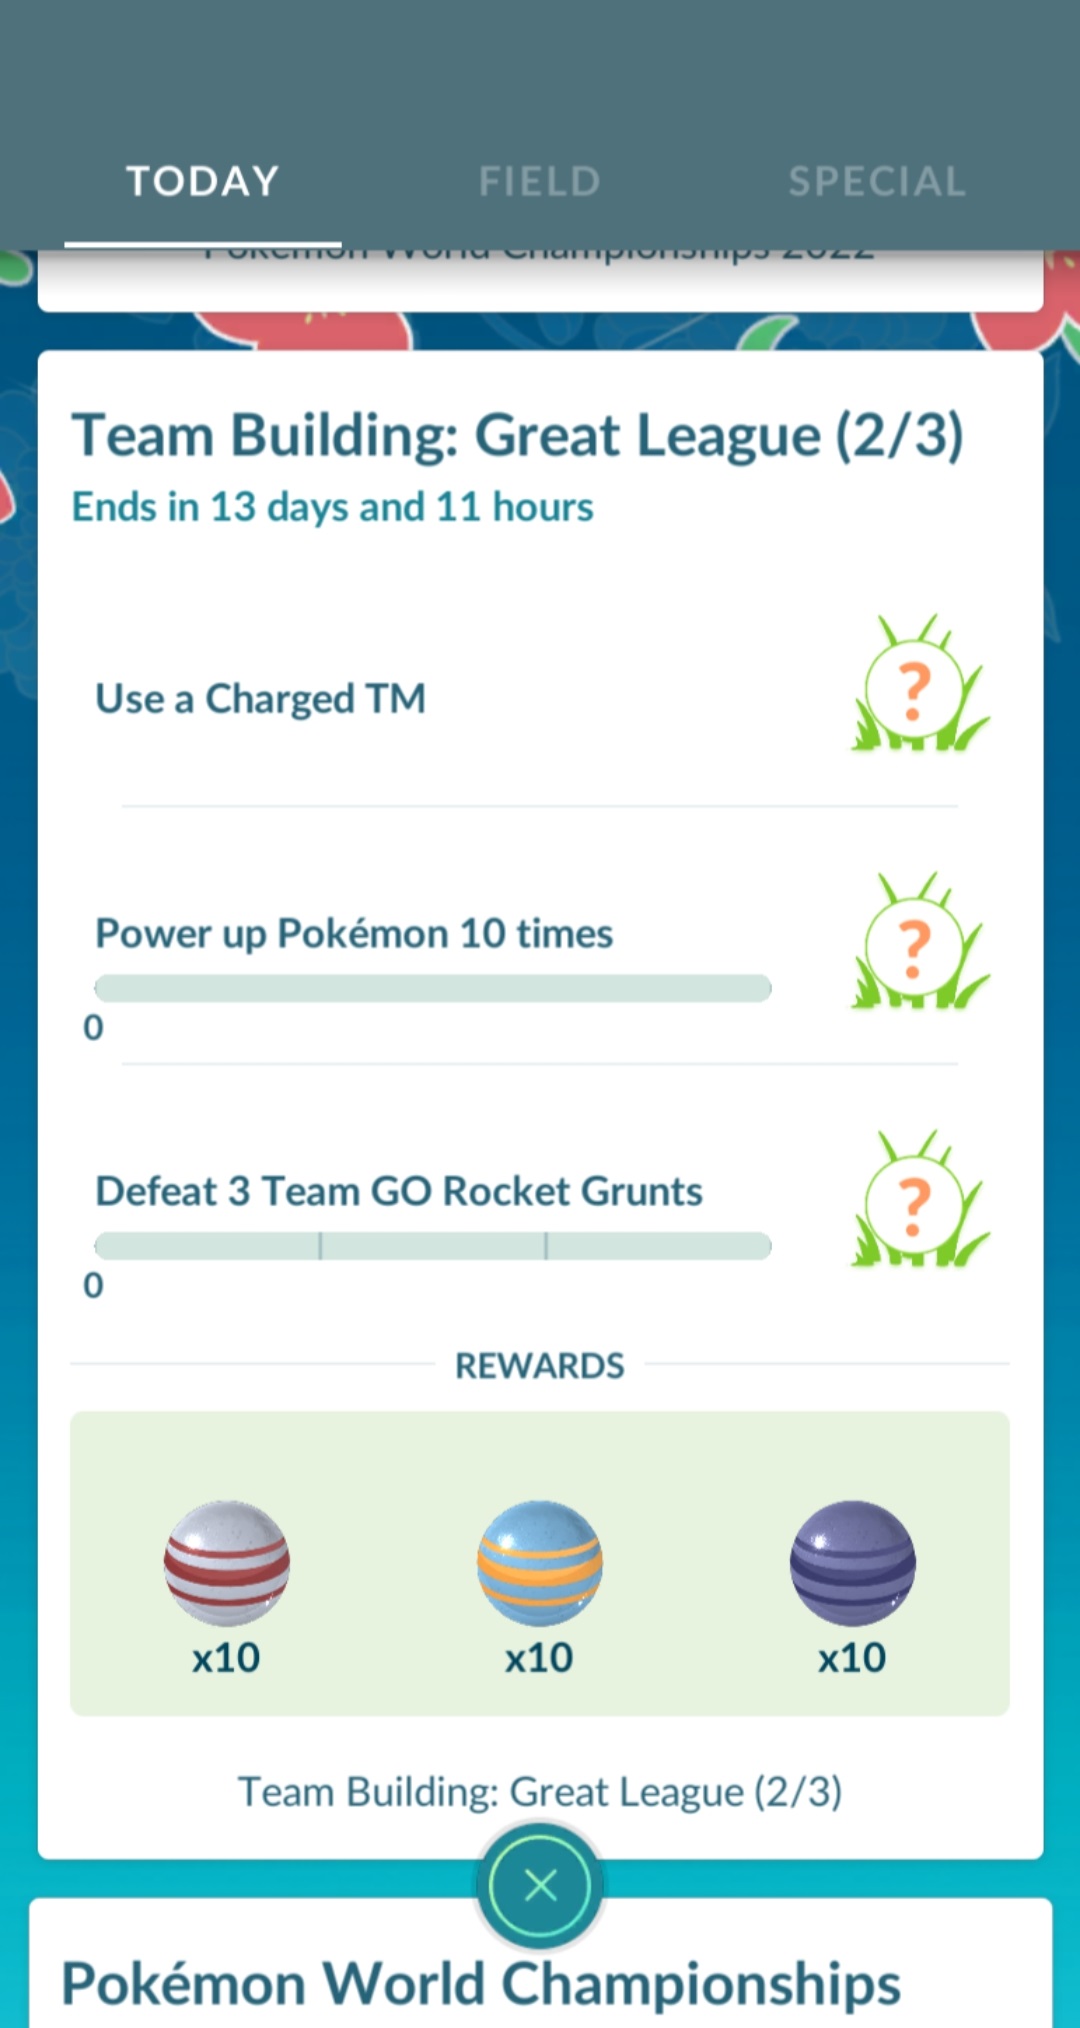 TODAY
FIELD
SPECIAL
Pokémon World Championships 2022
Team Building: Great League (2/3)
Ends in 13 days and 11 hours
Use a Charged TM
?
Power up Pokémon 10 times
?
0
Defeat 3 Team GO Rocket Grunts
?
0
REWARDS
x10
x10
x10
Team Building: Great League (2/3)
Pokémon World Championships